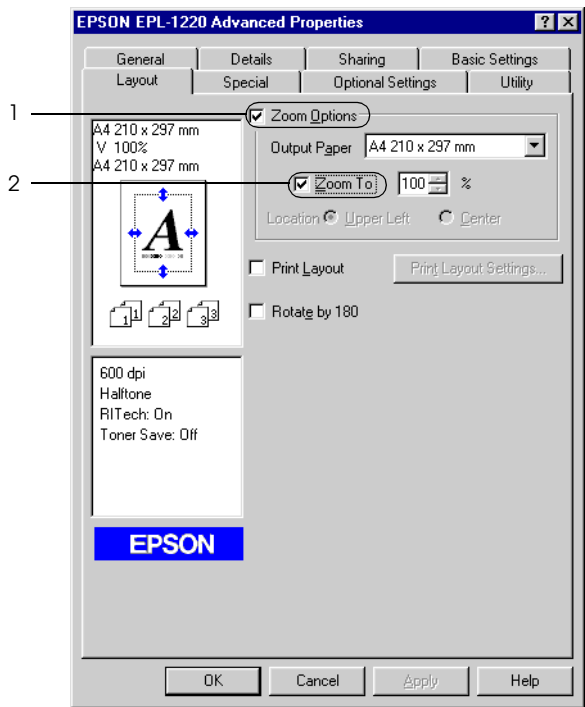 EPSON EPL-1220 Advanced Properties ? X
General Details Sharing Basic Settings
Layout Special Optional Settings Utility
1
Zoom Options
A4 210 x 297 mm
V 100%
A4 210 x 297 mm
Output Paper A4 210 x 297 mm
2
Zoom To 100 %
Location Upper Left Center
A
Print Layout Print Layout Settings...
1 1 2 2 3 3
Rotate by 180
600 dpi
Halftone
RITech: On
Toner Save: Off
EPSON
OK Cancel Apply Help